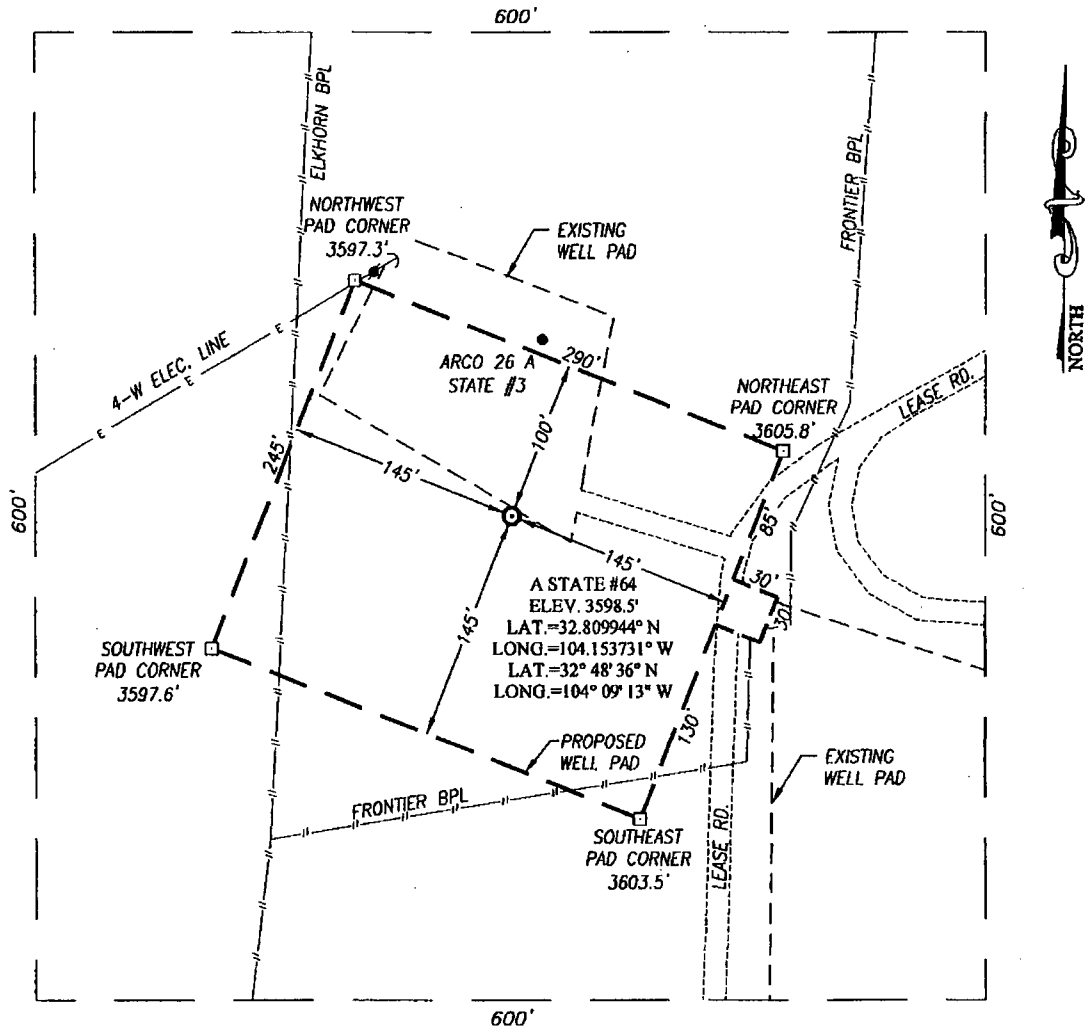 600'
ELKHORN BPL
FRONTIER BPL
NORTHWEST
PAD CORNER
3597.3'
EXISTING
WELL PAD
NORTH
4-W ELEC. LINE
E
E
E
ARCO 26 A
STATE #3
290'
NORTHEAST
PAD CORNER
3605.8'
LEASE RD.
100'
245'
145'
600'
600'
85'
145'
30'
30'
A STATE #64
ELEV. 3598.5'
LAT.=32.809944° N
LONG.=104.153731° W
LAT.=32° 48' 36" N
LONG.=104° 09' 13" W
145'
SOUTHWEST
PAD CORNER
3597.6'
130'
PROPOSED
WELL PAD
EXISTING
WELL PAD
FRONTIER BPL
LEASE RD.
SOUTHEAST
PAD CORNER
3603.5'
600'